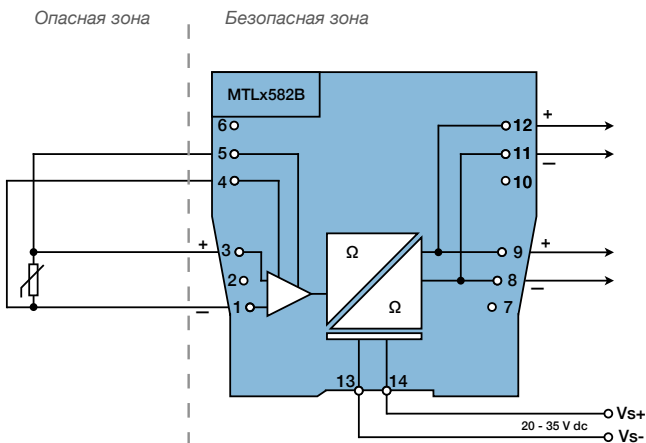 Опасная зона
Безопасная зона
MTLx582B
6
12
+
5
11
–
4
10
+
3
Ω
9
+
2
8
–
–
1
Ω
7
13
14
Vs+
20 - 35 V dc
Vs-